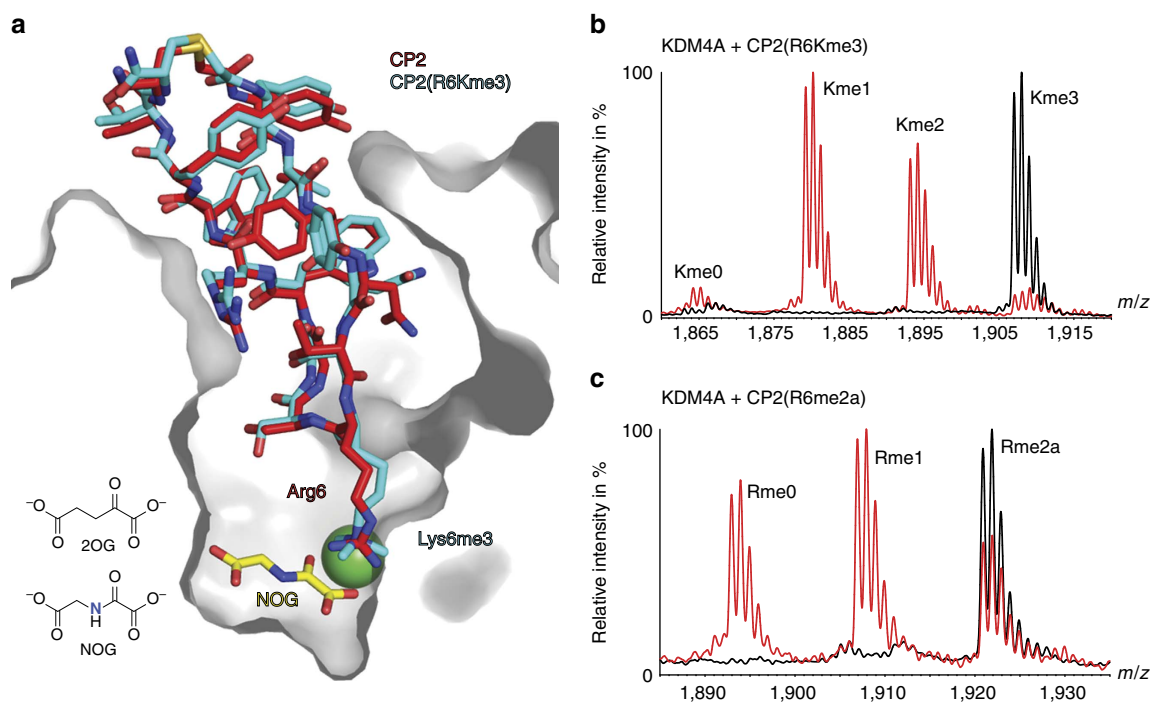 a
CP2
CP2(R6Kme3)
Arg6
Lys6me3
NOG
⁻O
O
O
O
O⁻
2OG
⁻O
O
N
H
O
O
O⁻
NOG
b
KDM4A + CP2(R6Kme3)
Relative intensity in %
100
0
Kme0
Kme1
Kme2
Kme3
m/z
1,865 1,875 1,885 1,895 1,905 1,915
c
KDM4A + CP2(R6me2a)
Relative intensity in %
100
0
Rme0
Rme1
Rme2a
m/z
1,890 1,900 1,910 1,920 1,930